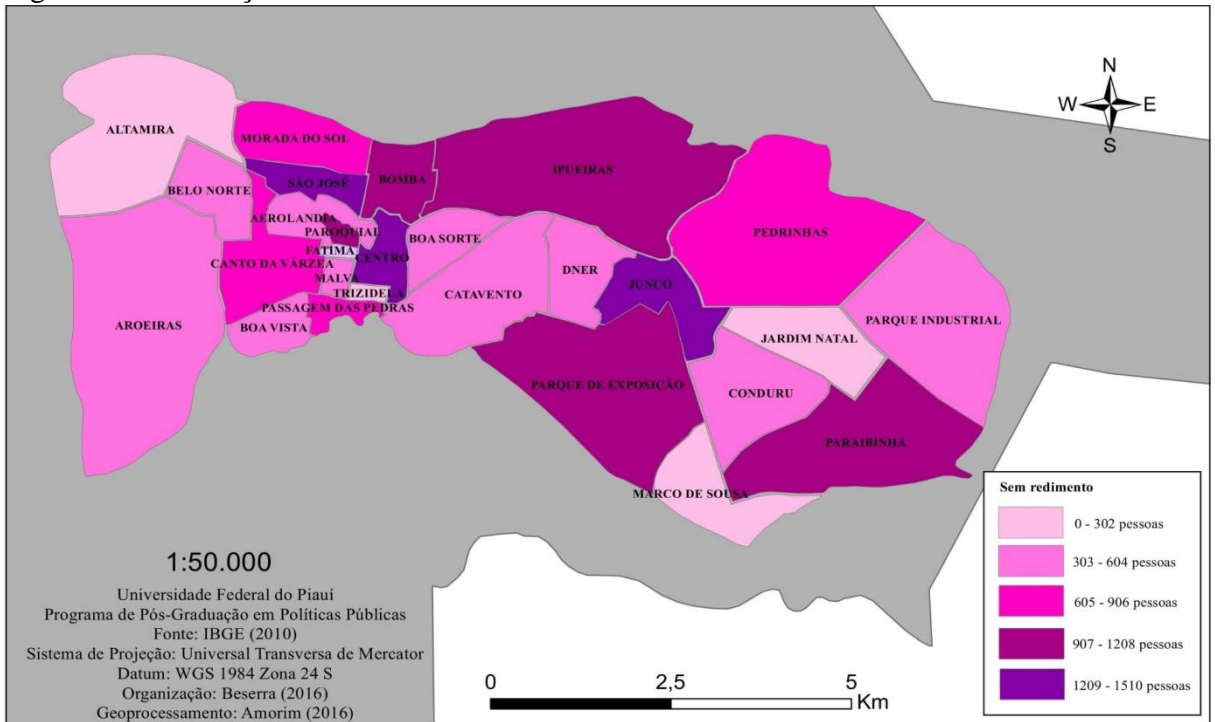 N
W E
S
ALTAMIRA
MORADA DO SOL
BELO NORTE
SÃO JOSÉ
BOMBA
IPUEIRAS
AEROLANDIA
PAROQUIAL
FÁTIMA
CENTRO
BOA SORTE
PEDRINHAS
CANTO DA VÁRZEA
MALVA
DNER
JUNCO
TRIZIDELA
CATAVENTO
PASSAGEM DAS PEDRAS
AROEIRAS
BOA VISTA
PARQUE INDUSTRIAL
JARDIM NATAL
PARQUE DE EXPOSIÇÃO
CONDURU
PARAIBINHA
MARCO DE SOUSA
Sem redimento
0 - 302 pessoas
303 - 604 pessoas
605 - 906 pessoas
907 - 1208 pessoas
1209 - 1510 pessoas
1:50.000
Universidade Federal do Piauí
Programa de Pós-Graduação em Políticas Públicas
Fonte: IBGE (2010)
Sistema de Projeção: Universal Transversa de Mercator
Datum: WGS 1984 Zona 24 S
Organização: Beserra (2016)
Geoprocessamento: Amorim (2016)
0 2,5 5
Km